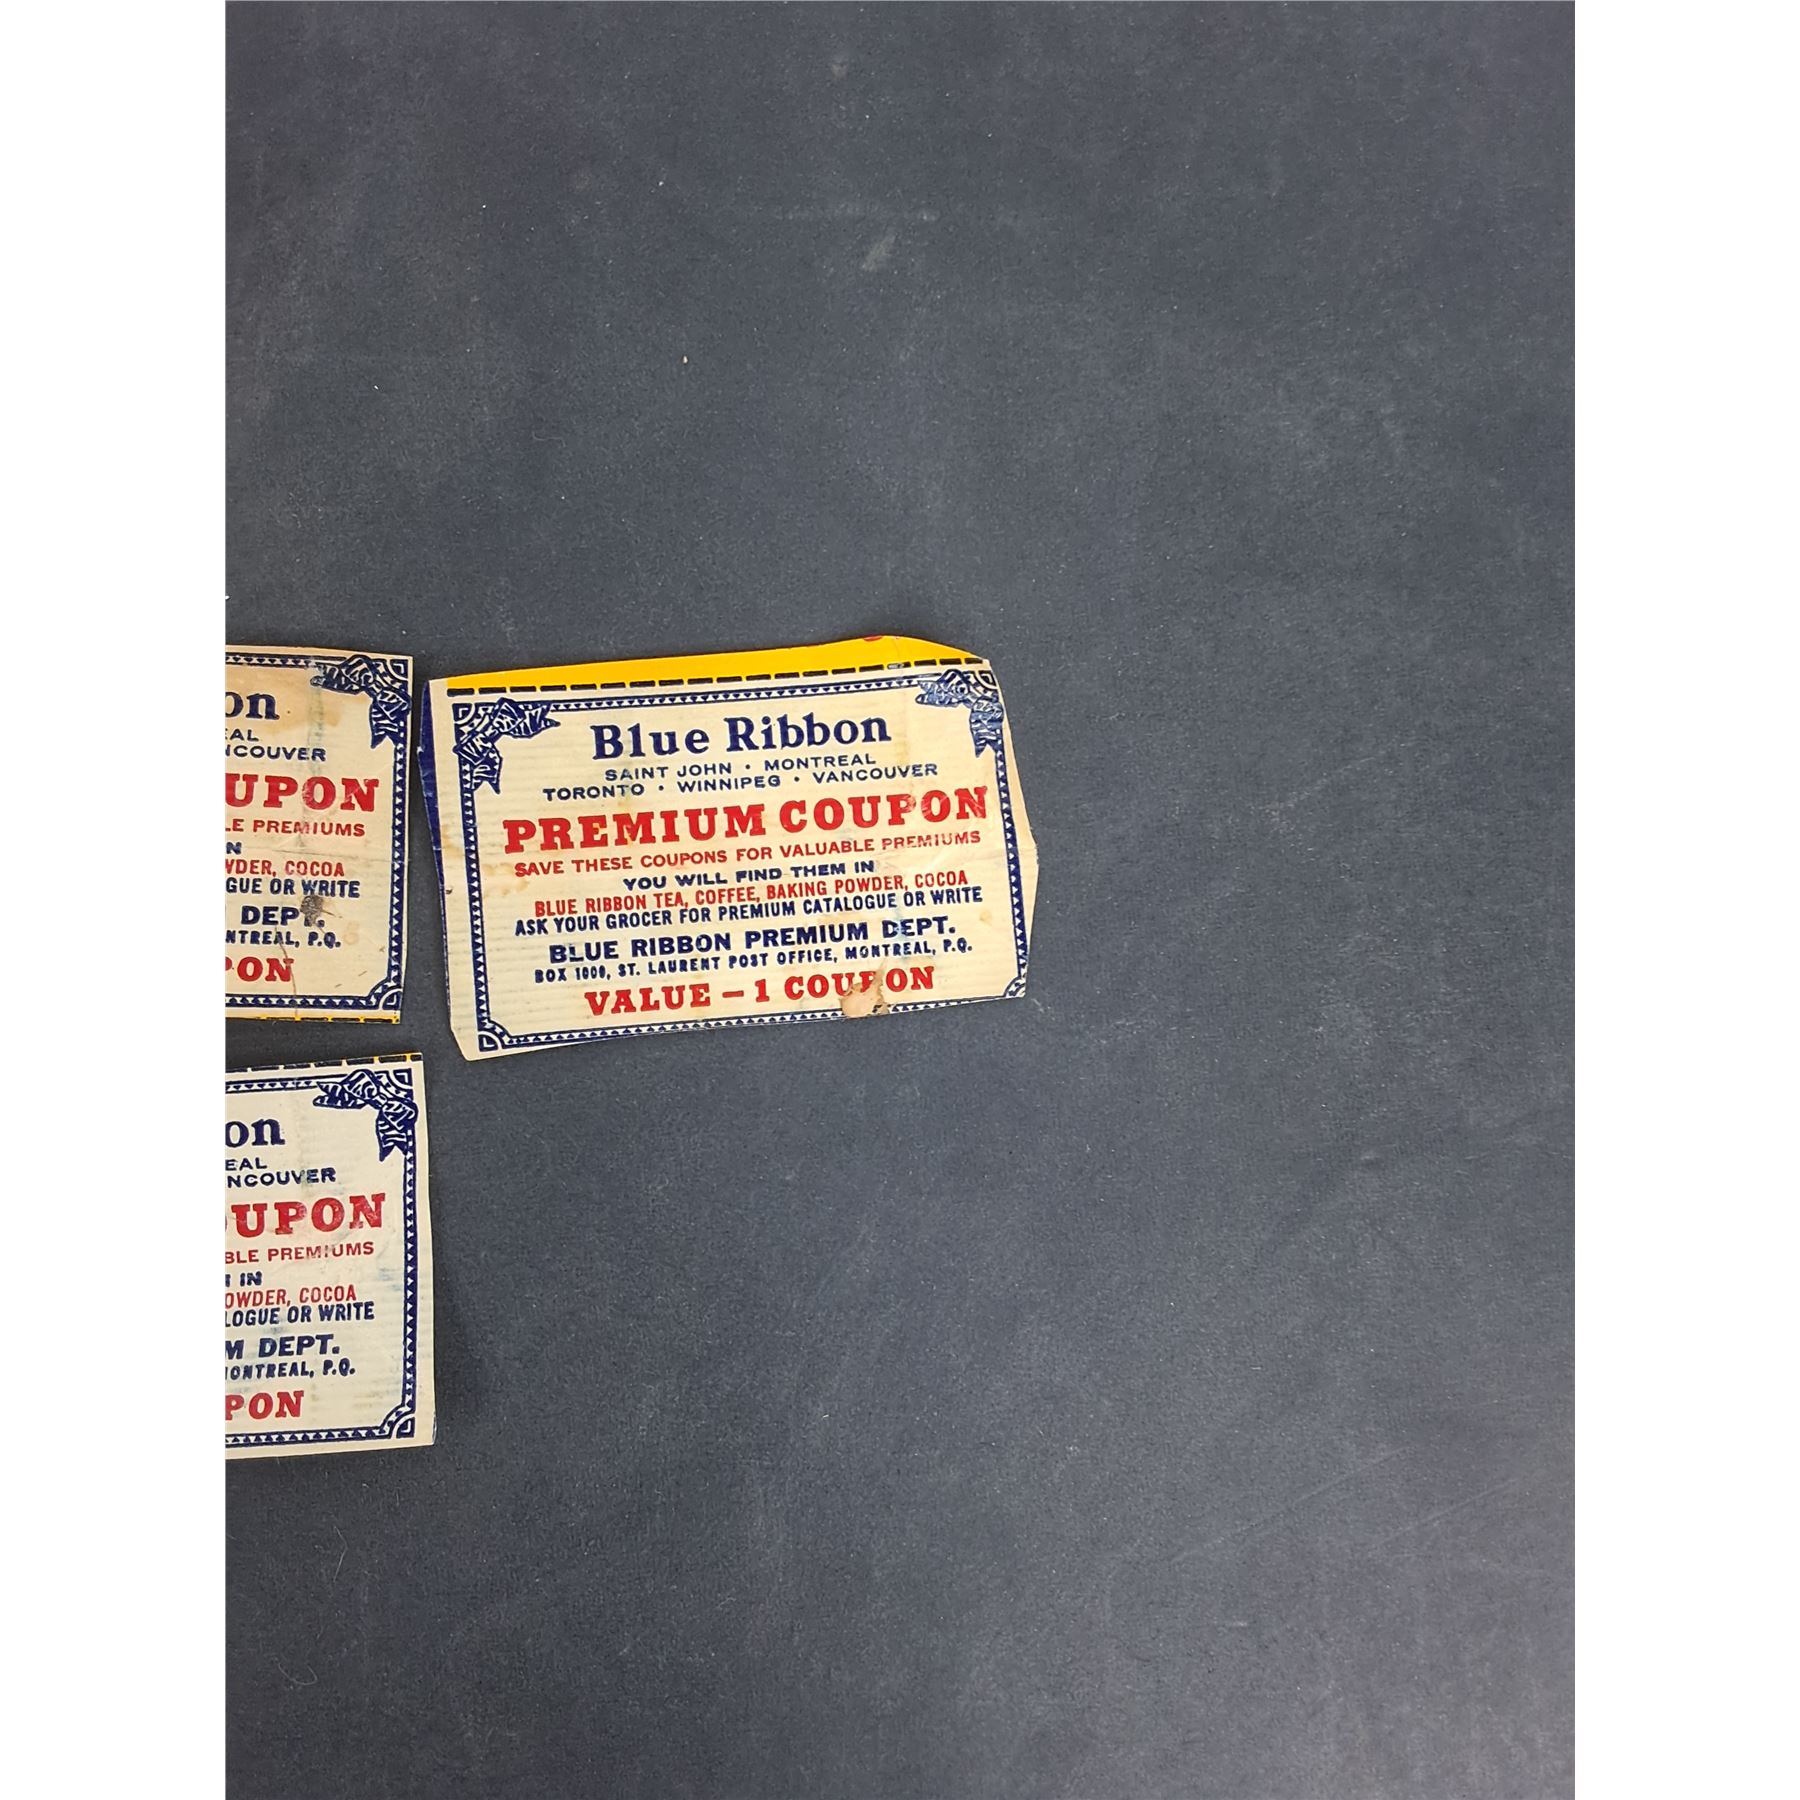 on
EAL
NCOUVER
UPON
LE PREMIUMS
N
WDER, COCOA
GUE OR WRITE
DEPT.
NTREAL, P.Q.
PON
Blue Ribbon
SAINT JOHN · MONTREAL
TORONTO · WINNIPEG · VANCOUVER
PREMIUM COUPON
SAVE THESE COUPONS FOR VALUABLE PREMIUMS
YOU WILL FIND THEM IN
BLUE RIBBON TEA, COFFEE, BAKING POWDER, COCOA
ASK YOUR GROCER FOR PREMIUM CATALOGUE OR WRITE
BLUE RIBBON PREMIUM DEPT.
BOX 1000, ST. LAURENT POST OFFICE, MONTREAL, P.Q.
VALUE – 1 COUPON
on
EAL
NCOUVER
UPON
BLE PREMIUMS
IN
OWDER, COCOA
LOGUE OR WRITE
M DEPT.
MONTREAL, P.Q.
PON